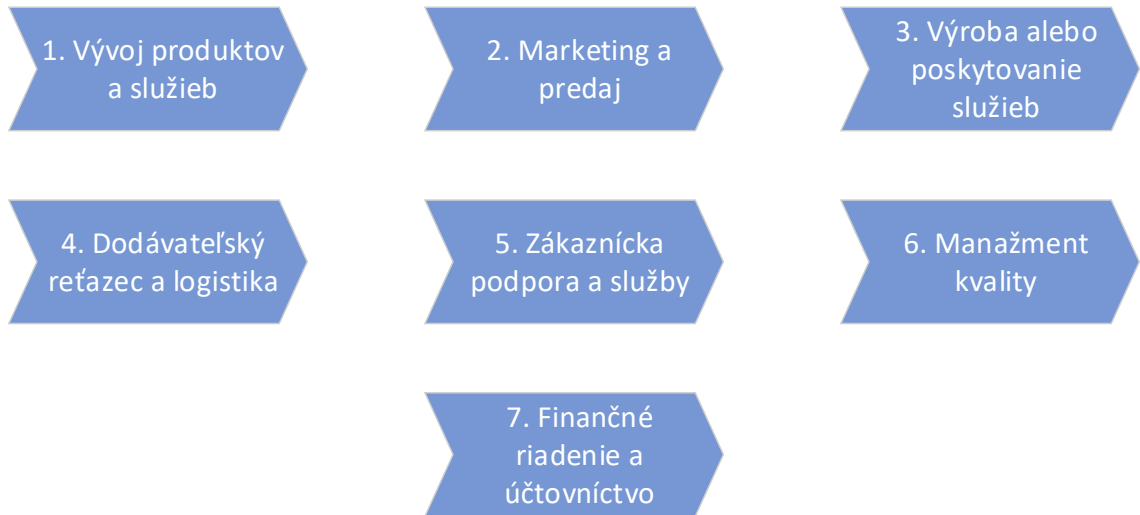 1. Vývoj produktov
a služieb
2. Marketing a
predaj
3. Výroba alebo
poskytovanie
služieb
4. Dodávateľský
reťazec a logistika
5. Zákaznícka
podpora a služby
6. Manažment
kvality
7. Finančné
riadenie a
účtovníctvo